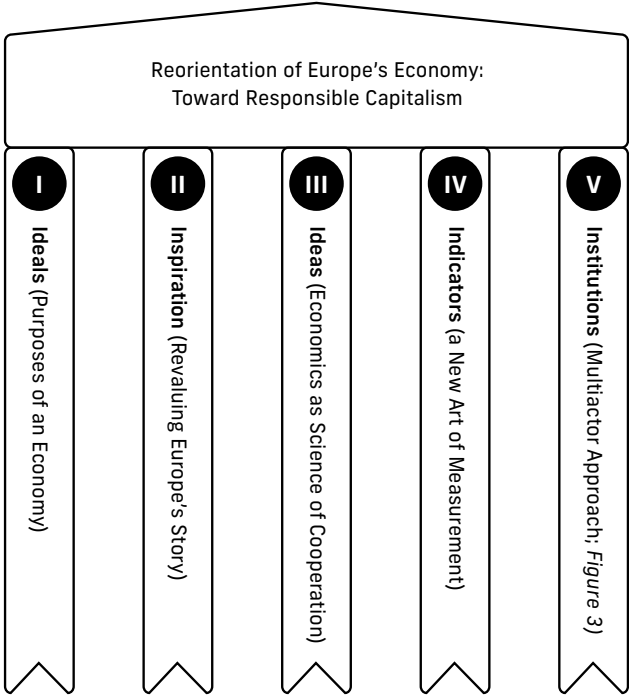 Reorientation of Europe's Economy:
Toward Responsible Capitalism
I
Ideals (Purposes of an Economy)
II
Inspiration (Revaluing Europe's Story)
III
Ideas (Economics as Science of Cooperation)
IV
Indicators (a New Art of Measurement)
V
Institutions (Multiactor Approach; Figure 3)